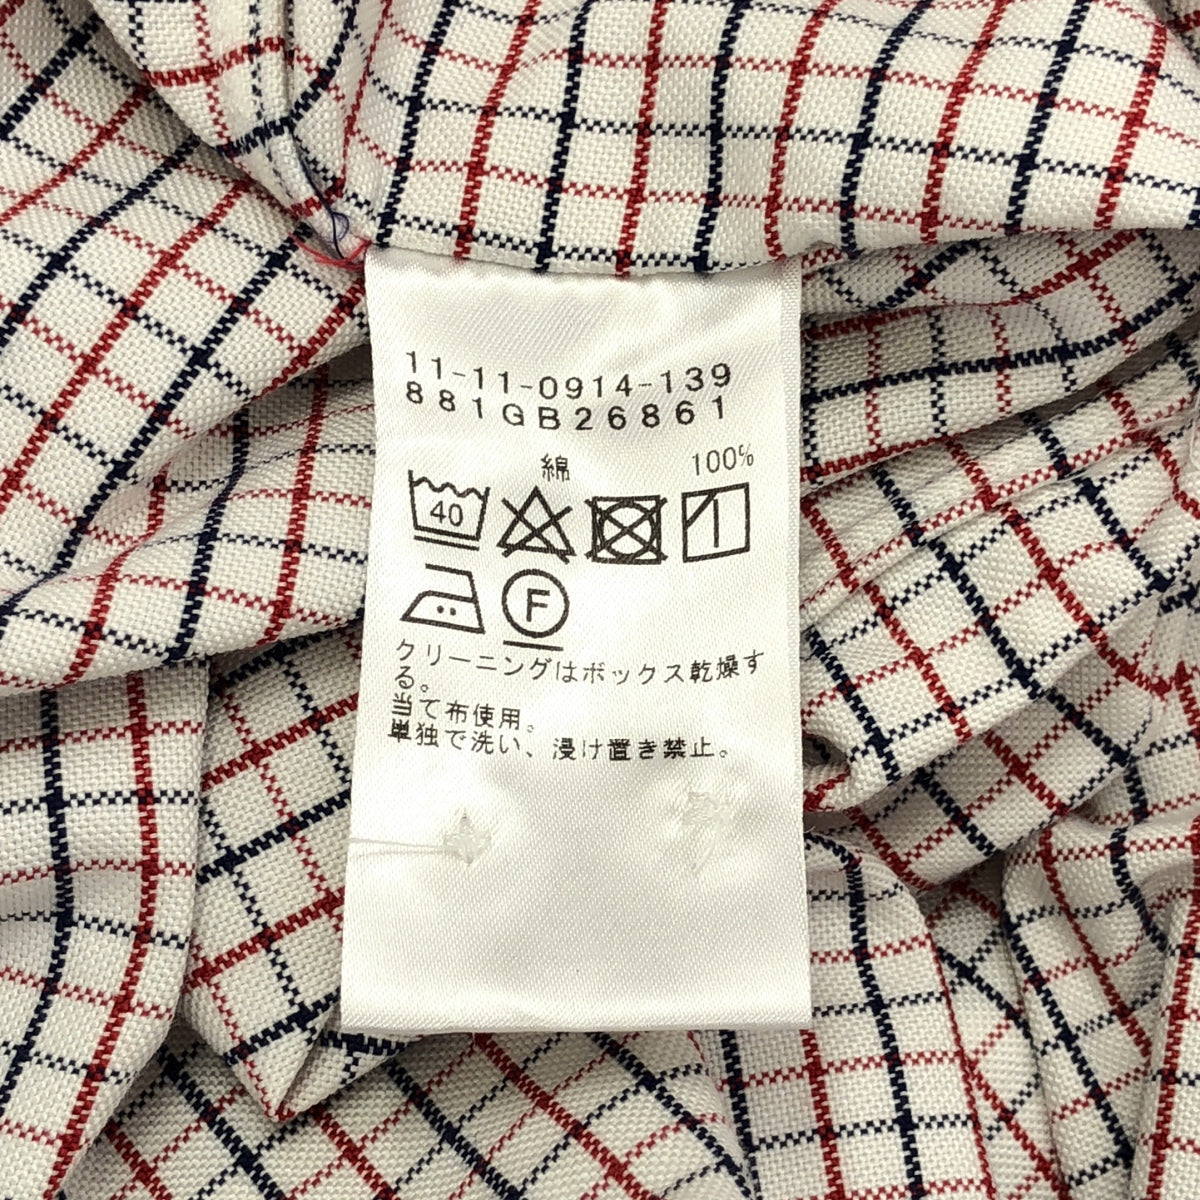 11-11-0914-139
881GB26861
綿 100%
40
F
クリーニングはボックス乾燥す
る。
当て布使用。
単独で洗い、浸け置き禁止。